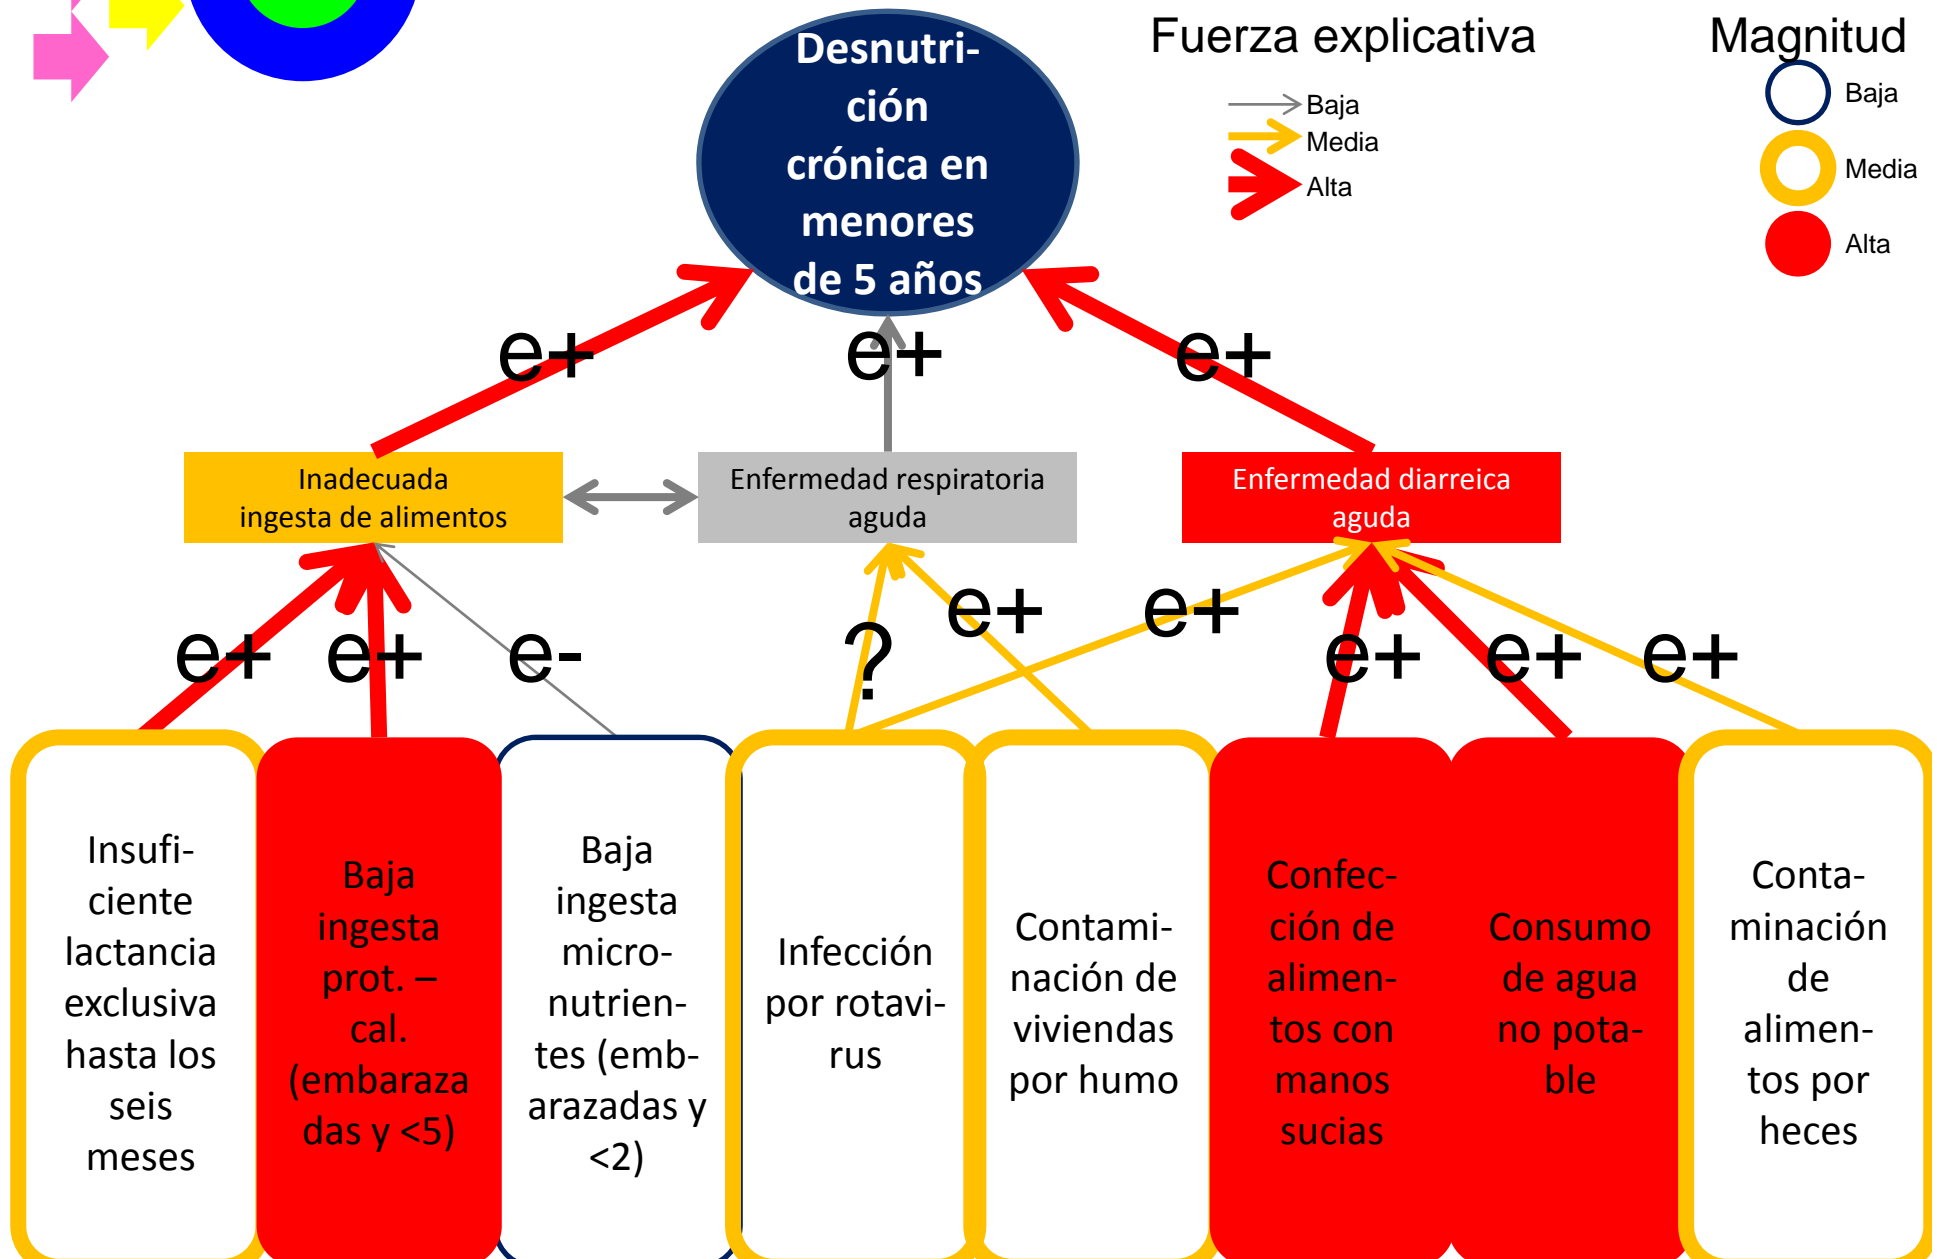 Desnutri-
ción
crónica en
menores
de 5 años
Fuerza explicativa
Baja
Media
Alta
Magnitud
Baja
Media
Alta
e+
e+
e+
Inadecuada
ingesta de alimentos
Enfermedad respiratoria
aguda
Enfermedad diarreica
aguda
e+
e+
e-
?
e+
e+
e+
e+
e+
Insufi-
ciente
lactancia
exclusiva
hasta los
seis
meses
Baja
ingesta
prot. –
cal.
(embaraza
das y <5)
Baja
ingesta
micro-
nutrien-
tes (emb-
arazadas y
<2)
Infección
por rotavi-
rus
Contami-
nación de
viviendas
por humo
Confec-
ción de
alimen-
tos con
manos
sucias
Consumo
de agua
no pota-
ble
Conta-
minación
de
alimen-
tos por
heces